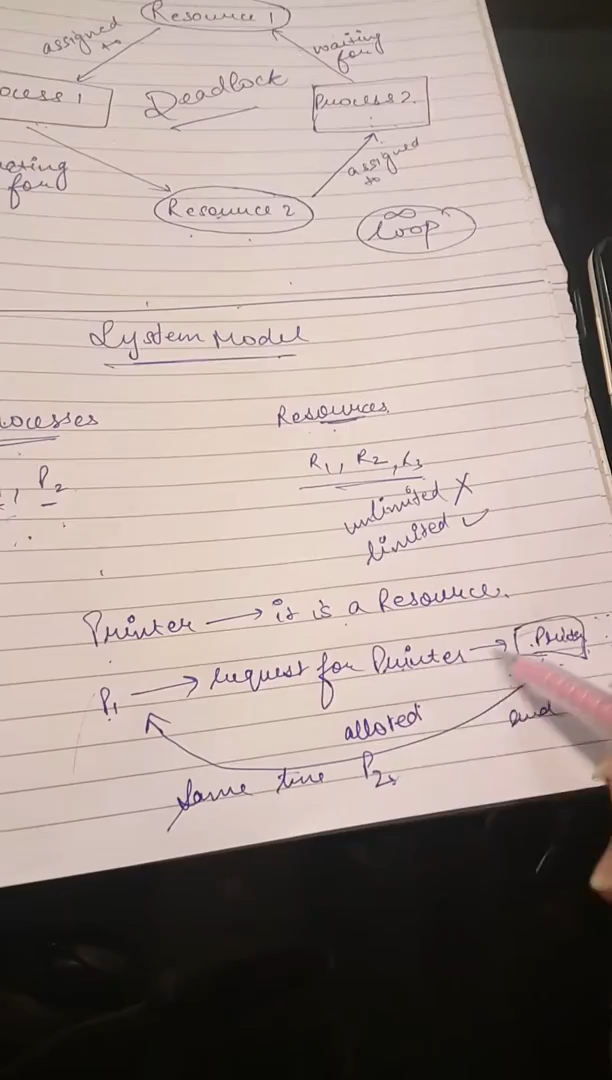 Resource 1
assigned to
waiting for
ocess 1
Deadlock
Process 2
waiting for
assigned to
Resource 2
∞ loop
System Model
ocesses
Resources
, P2
R1, R2, R3
unlimited X
limited ✓
Printer → it is a Resource.
P1 → request for Printer →
alloted
and
Same time P2